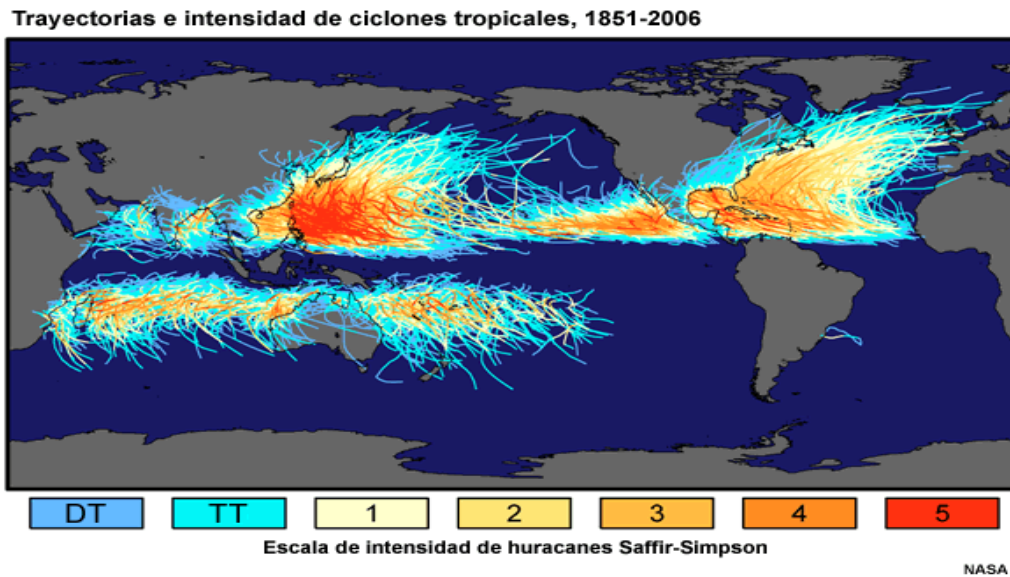 Trayectorias e intensidad de ciclones tropicales, 1851-2006
DT TT 1 2 3 4 5
Escala de intensidad de huracanes Saffir-Simpson
NASA